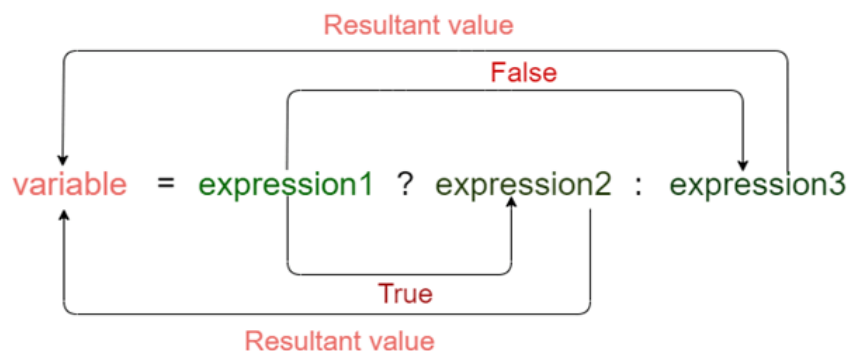 Resultant value
False
variable = expression1 ? expression2 : expression3
True
Resultant value